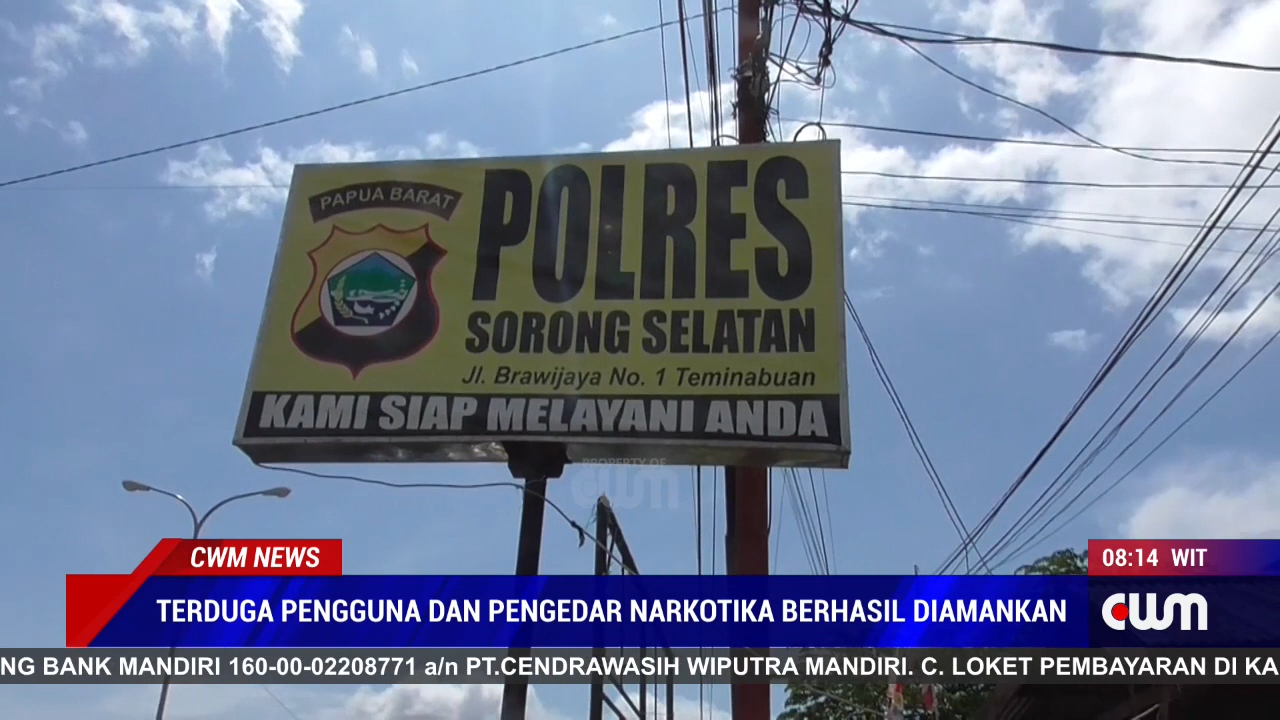 PAPUA BARAT
POLRES
SORONG SELATAN
Jl. Brawijaya No. 1 Teminabuan
KAMI SIAP MELAYANI ANDA
PROPERTY OF
cwm
CWM NEWS
08:14 WIT
TERDUGA PENGGUNA DAN PENGEDAR NARKOTIKA BERHASIL DIAMANKAN
cwm
NG BANK MANDIRI 160-00-02208771 a/n PT.CENDRAWASIH WIPUTRA MANDIRI. C. LOKET PEMBAYARAN DI KA